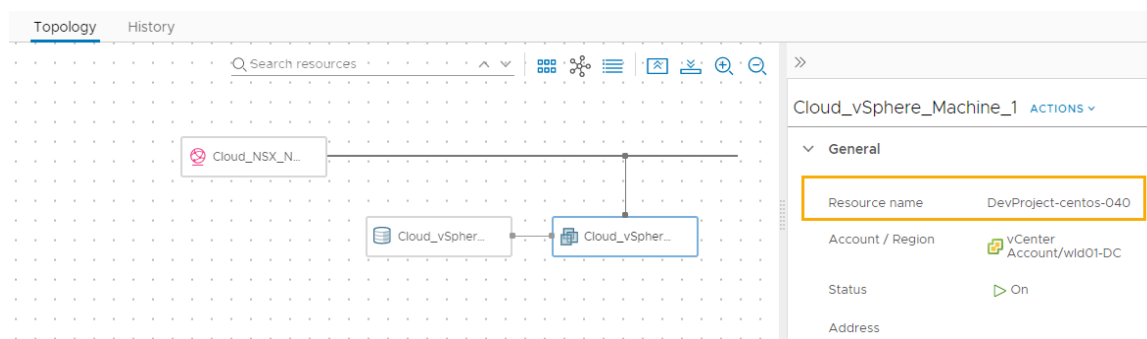 Topology History
Search resources
Cloud_NSX_N...
Cloud_vSpher...
Cloud_vSpher...
Cloud_vSphere_Machine_1 ACTIONS
General
Resource name DevProject-centos-040
Account / Region vCenter
Account/wld01-DC
Status On
Address